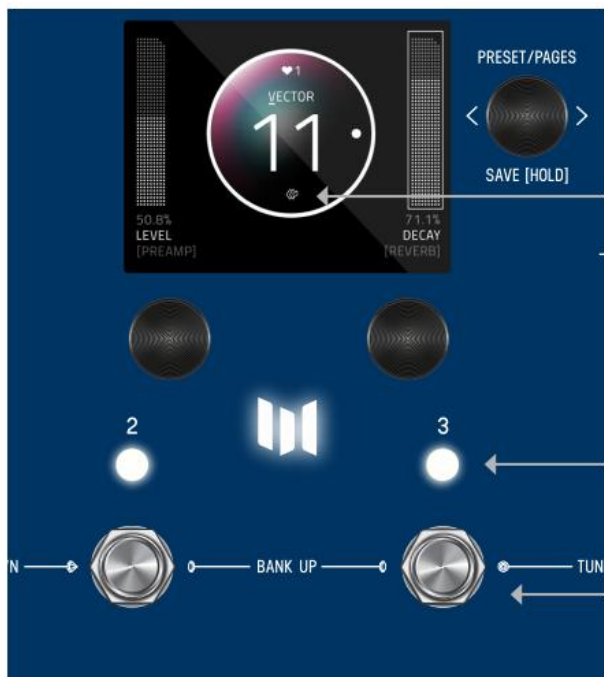 ♥1
VECTOR
11
50.8%
LEVEL
[PREAMP]
71.1%
DECAY
[REVERB]
PRESET/PAGES
< >
SAVE [HOLD]
2
3
BANK UP
TUN